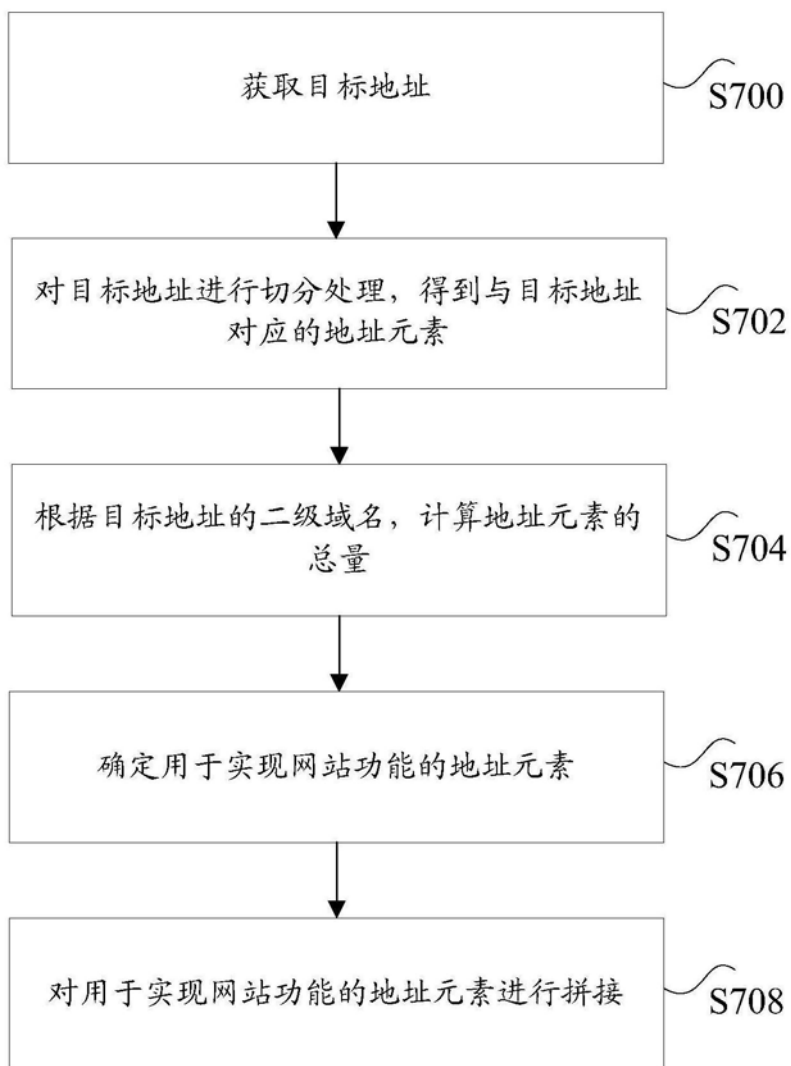 获取目标地址
S700
对目标地址进行切分处理，得到与目标地址
对应的地址元素
S702
根据目标地址的二级域名，计算地址元素的
总量
S704
确定用于实现网站功能的地址元素
S706
对用于实现网站功能的地址元素进行拼接
S708